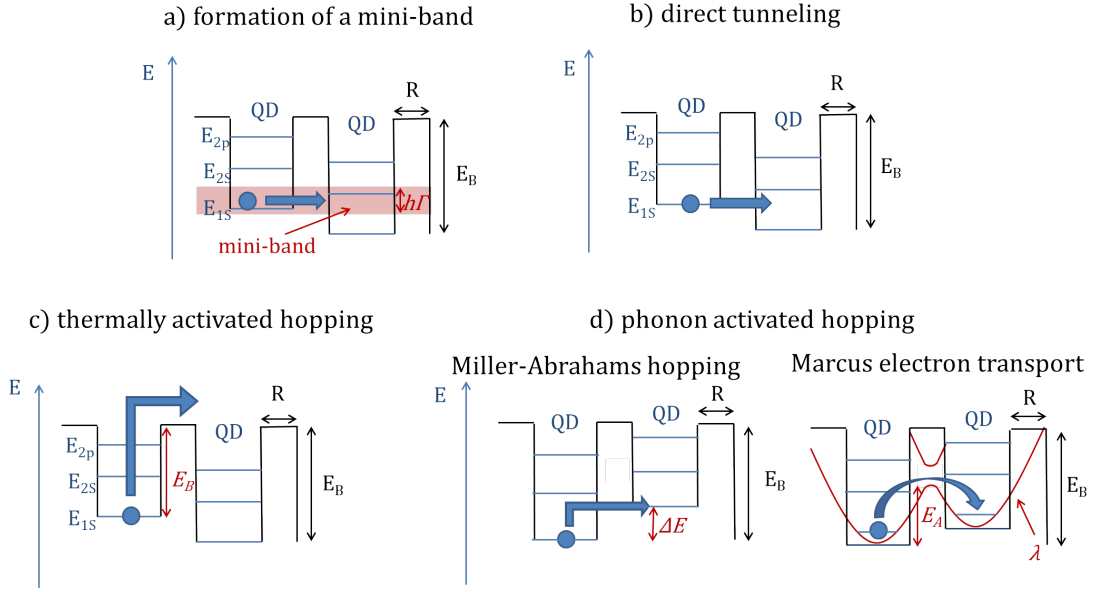 a) formation of a mini-band
E
QD
QD
R
E2p
E2S
E1S
hΓ
EB
mini-band
b) direct tunneling
E
QD
QD
R
E2p
E2S
E1S
EB
c) thermally activated hopping
E
QD
R
E2p
E2S
E1S
EB
EB
d) phonon activated hopping
Miller-Abrahams hopping
E
QD
QD
R
ΔE
EB
Marcus electron transport
QD
QD
R
EA
EB
λ